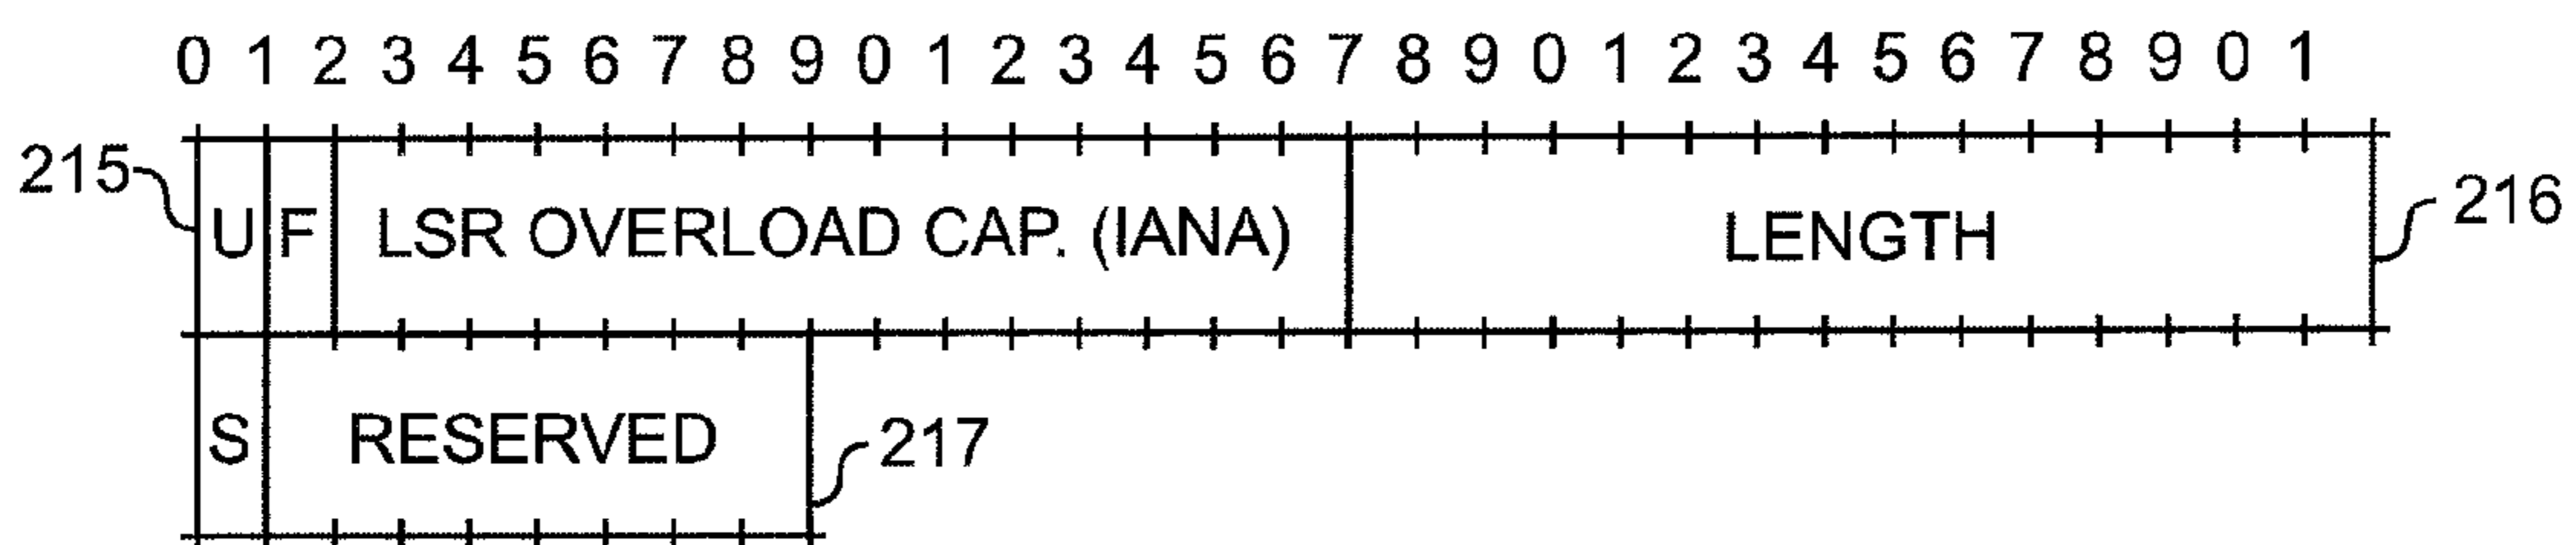 0 1 2 3 4 5 6 7 8 9 0 1 2 3 4 5 6 7 8 9 0 1 2 3 4 5 6 7 8 9 0 1
215 U F LSR OVERLOAD CAP. (IANA) LENGTH 216
S RESERVED 217